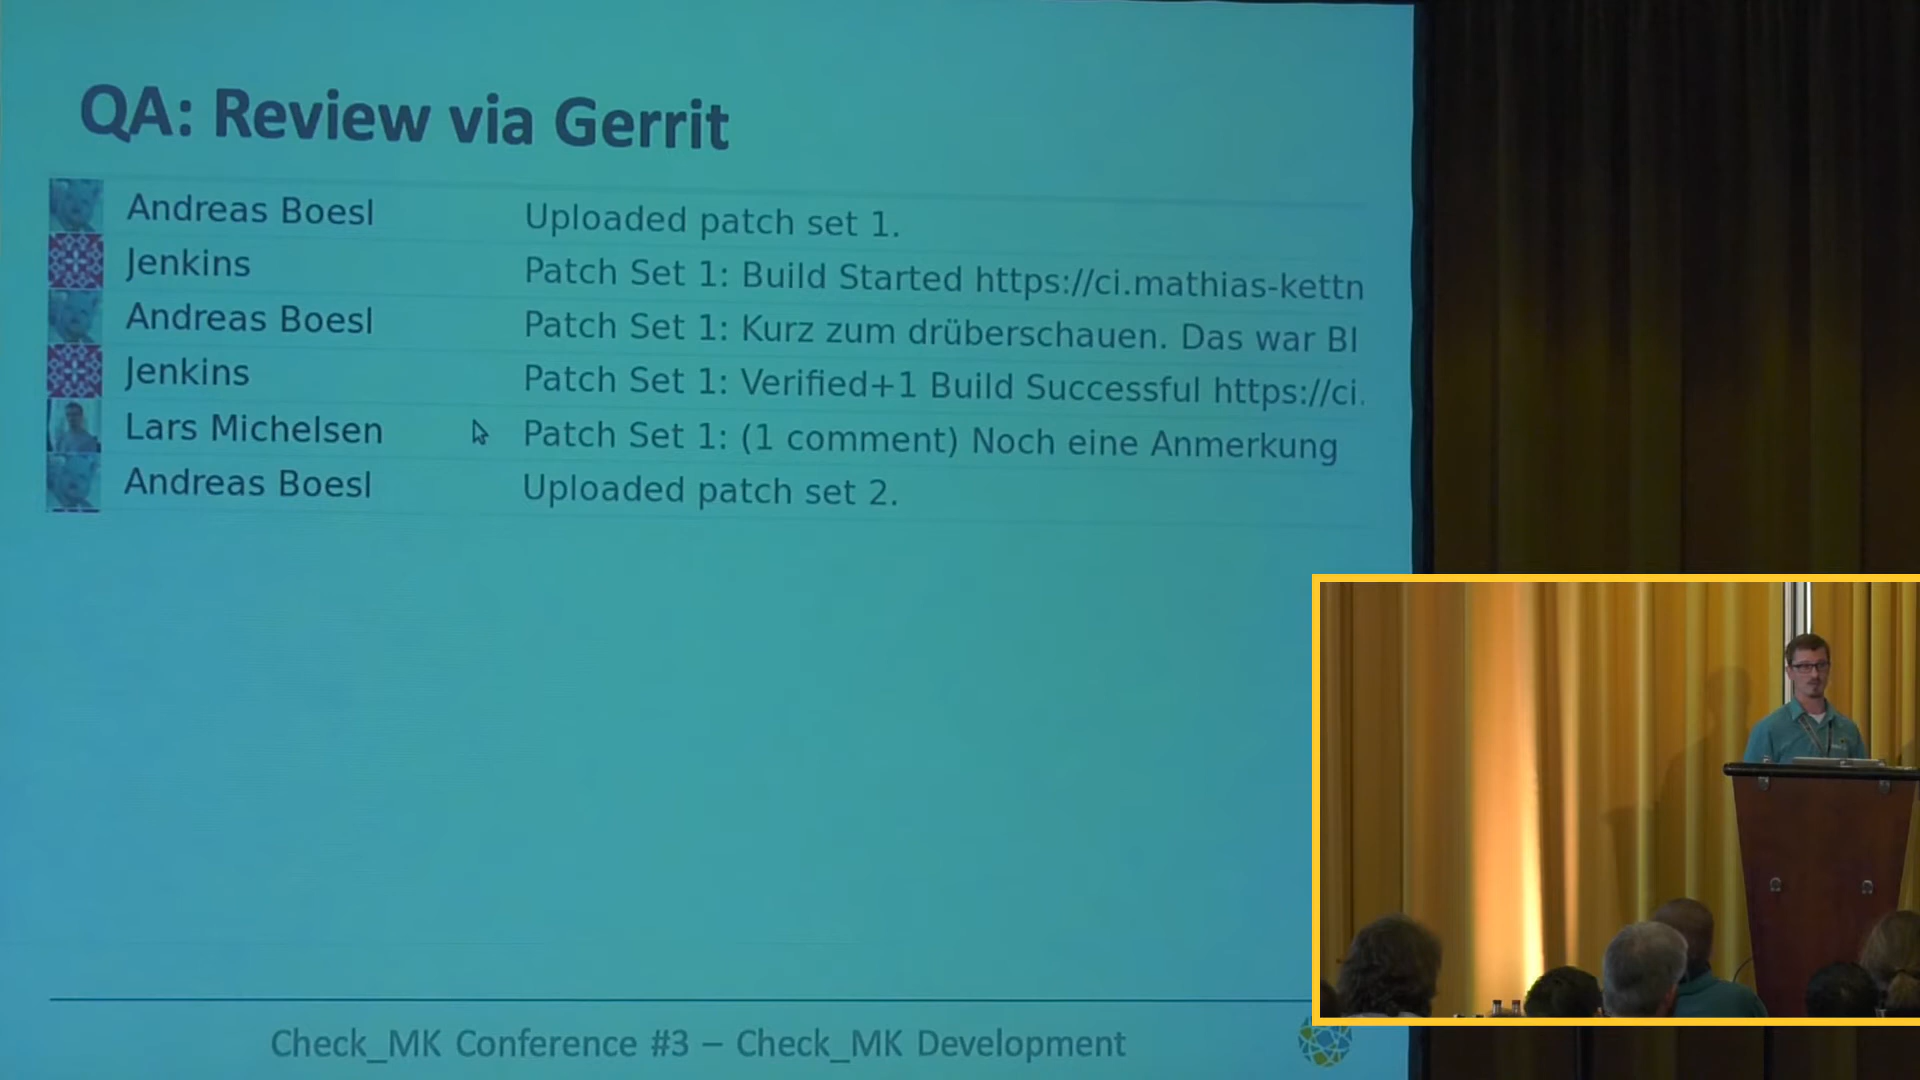 QA: Review via Gerrit
Andreas Boesl Uploaded patch set 1.
Jenkins Patch Set 1: Build Started https://ci.mathias-kettn
Andreas Boesl Patch Set 1: Kurz zum drüberschauen. Das war BI
Jenkins Patch Set 1: Verified+1 Build Successful https://ci.
Lars Michelsen Patch Set 1: (1 comment) Noch eine Anmerkung
Andreas Boesl Uploaded patch set 2.
Check_MK Conference #3 – Check_MK Development